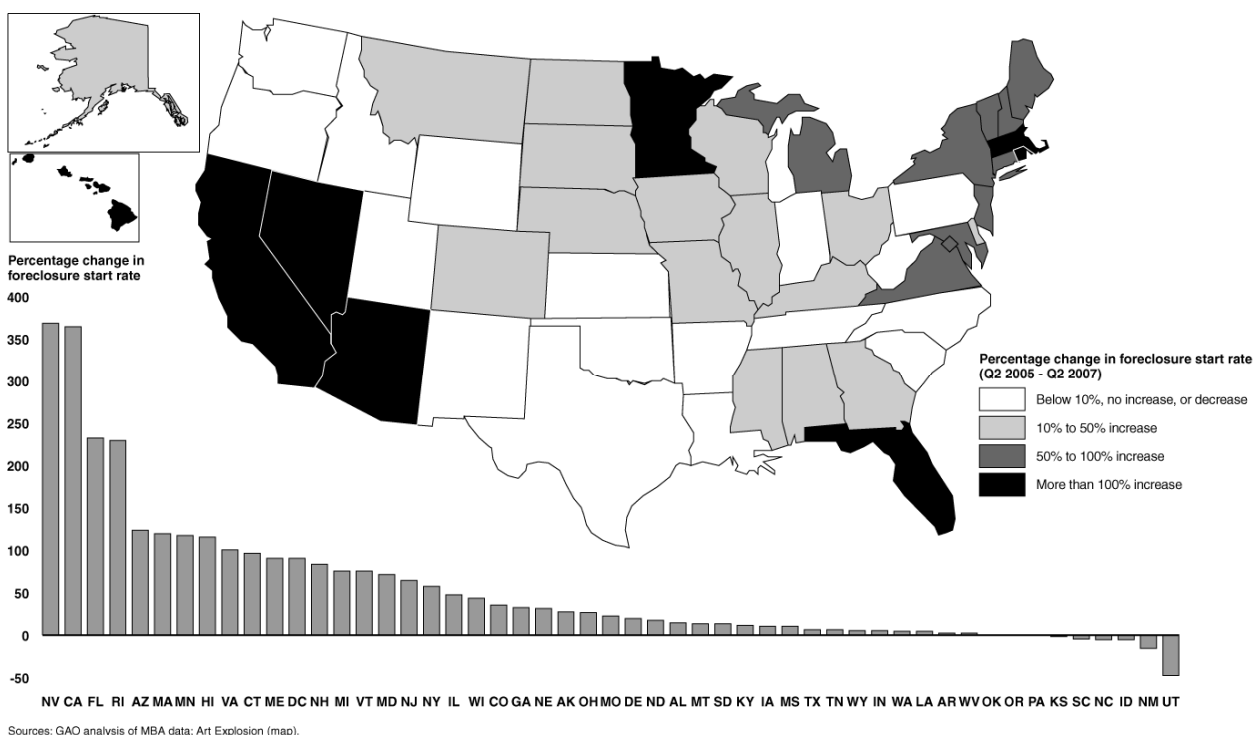 Percentage change in
foreclosure start rate
400
350
300
250
200
150
100
50
0
-50
NV CA FL RI AZ MA MN HI VA CT ME DC NH MI VT MD NJ NY IL WI CO GA NE AK OH MO DE ND AL MT SD KY IA MS TX TN WY IN WA LA AR WV OK OR PA KS SC NC ID NM UT
Percentage change in foreclosure start rate
(Q2 2005 - Q2 2007)
Below 10%, no increase, or decrease
10% to 50% increase
50% to 100% increase
More than 100% increase
Sources: GAO analysis of MBA data; Art Explosion (map).